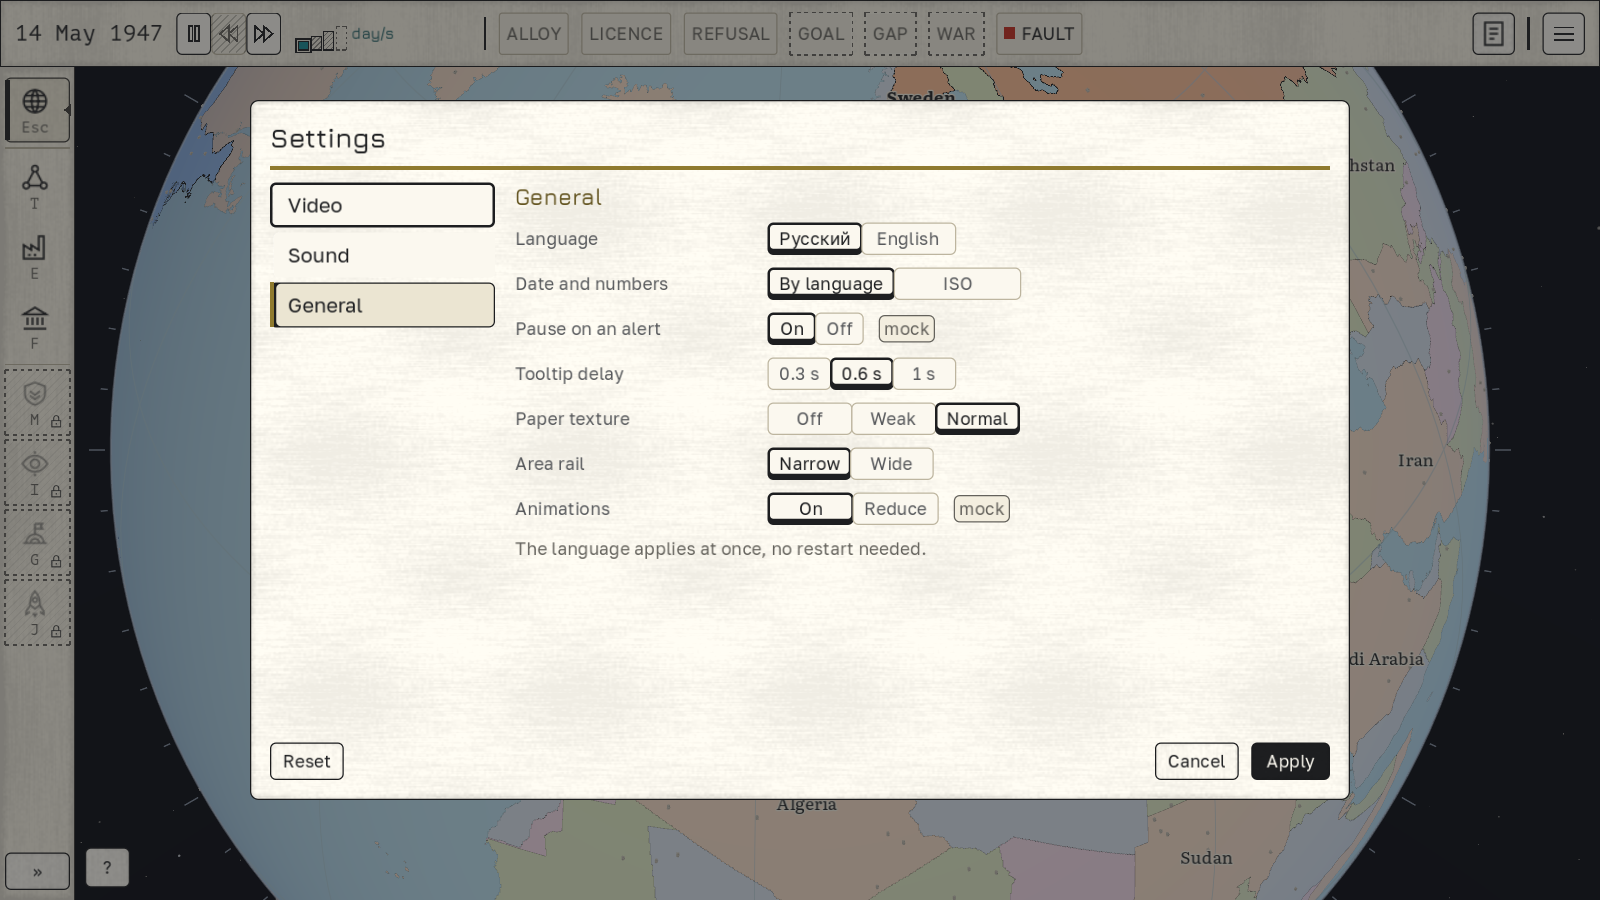 14 May 1947
day/s
ALLOY
LICENCE
REFUSAL
GOAL
GAP
WAR
FAULT
Esc
T
E
F
M
I
G
J
»
?
Sweden
hstan
Iran
di Arabia
Algeria
Sudan
Settings
Video
Sound
General
General
Language
Русский
English
Date and numbers
By language
ISO
Pause on an alert
On
Off
mock
Tooltip delay
0.3 s
0.6 s
1 s
Paper texture
Off
Weak
Normal
Area rail
Narrow
Wide
Animations
On
Reduce
mock
The language applies at once, no restart needed.
Reset
Cancel
Apply